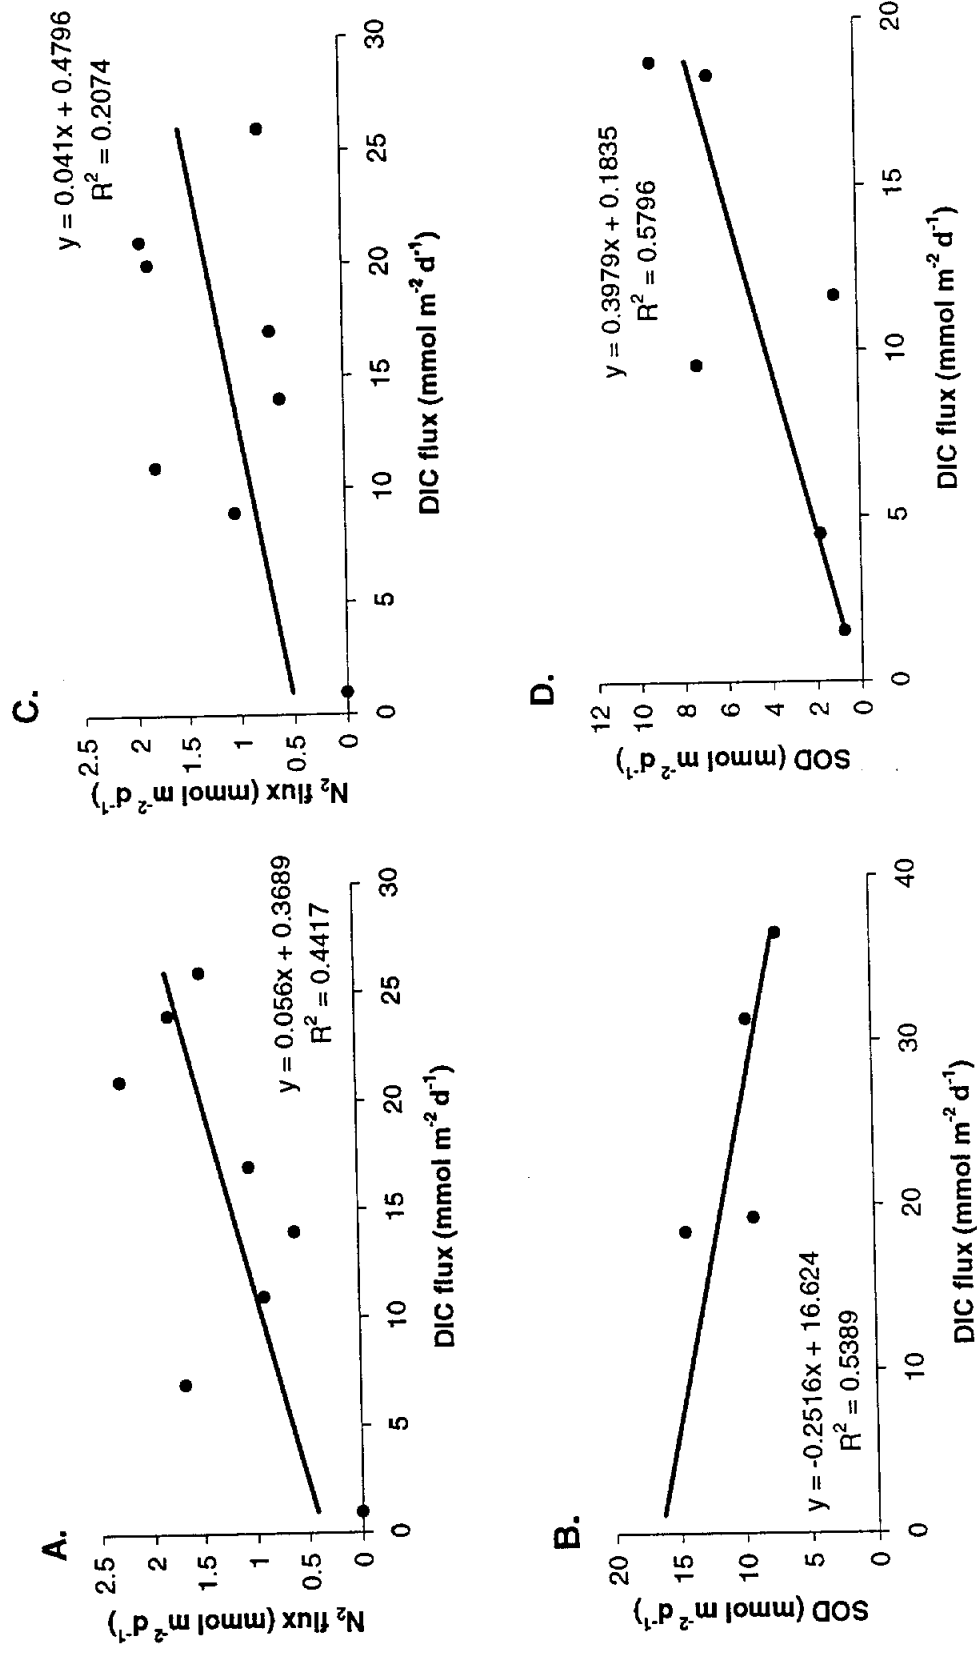 A.
N₂ flux (mmol m⁻² d⁻¹)
2.5
2
1.5
1
0.5
0
y = 0.056x + 0.3689
R² = 0.4417
0 5 10 15 20 25 30
DIC flux (mmol m⁻² d⁻¹)
B.
SOD (mmol m⁻² d⁻¹)
20
15
10
5
0
y = -0.2516x + 16.624
R² = 0.5389
0 10 20 30 40
DIC flux (mmol m⁻² d⁻¹)
C.
N₂ flux (mmol m⁻² d⁻¹)
2.5
2
1.5
1
0.5
0
y = 0.041x + 0.4796
R² = 0.2074
0 5 10 15 20 25 30
DIC flux (mmol m⁻² d⁻¹)
D.
SOD (mmol m⁻² d⁻¹)
12
10
8
6
4
2
0
y = 0.3979x + 0.1835
R² = 0.5796
0 5 10 15 20
DIC flux (mmol m⁻² d⁻¹)